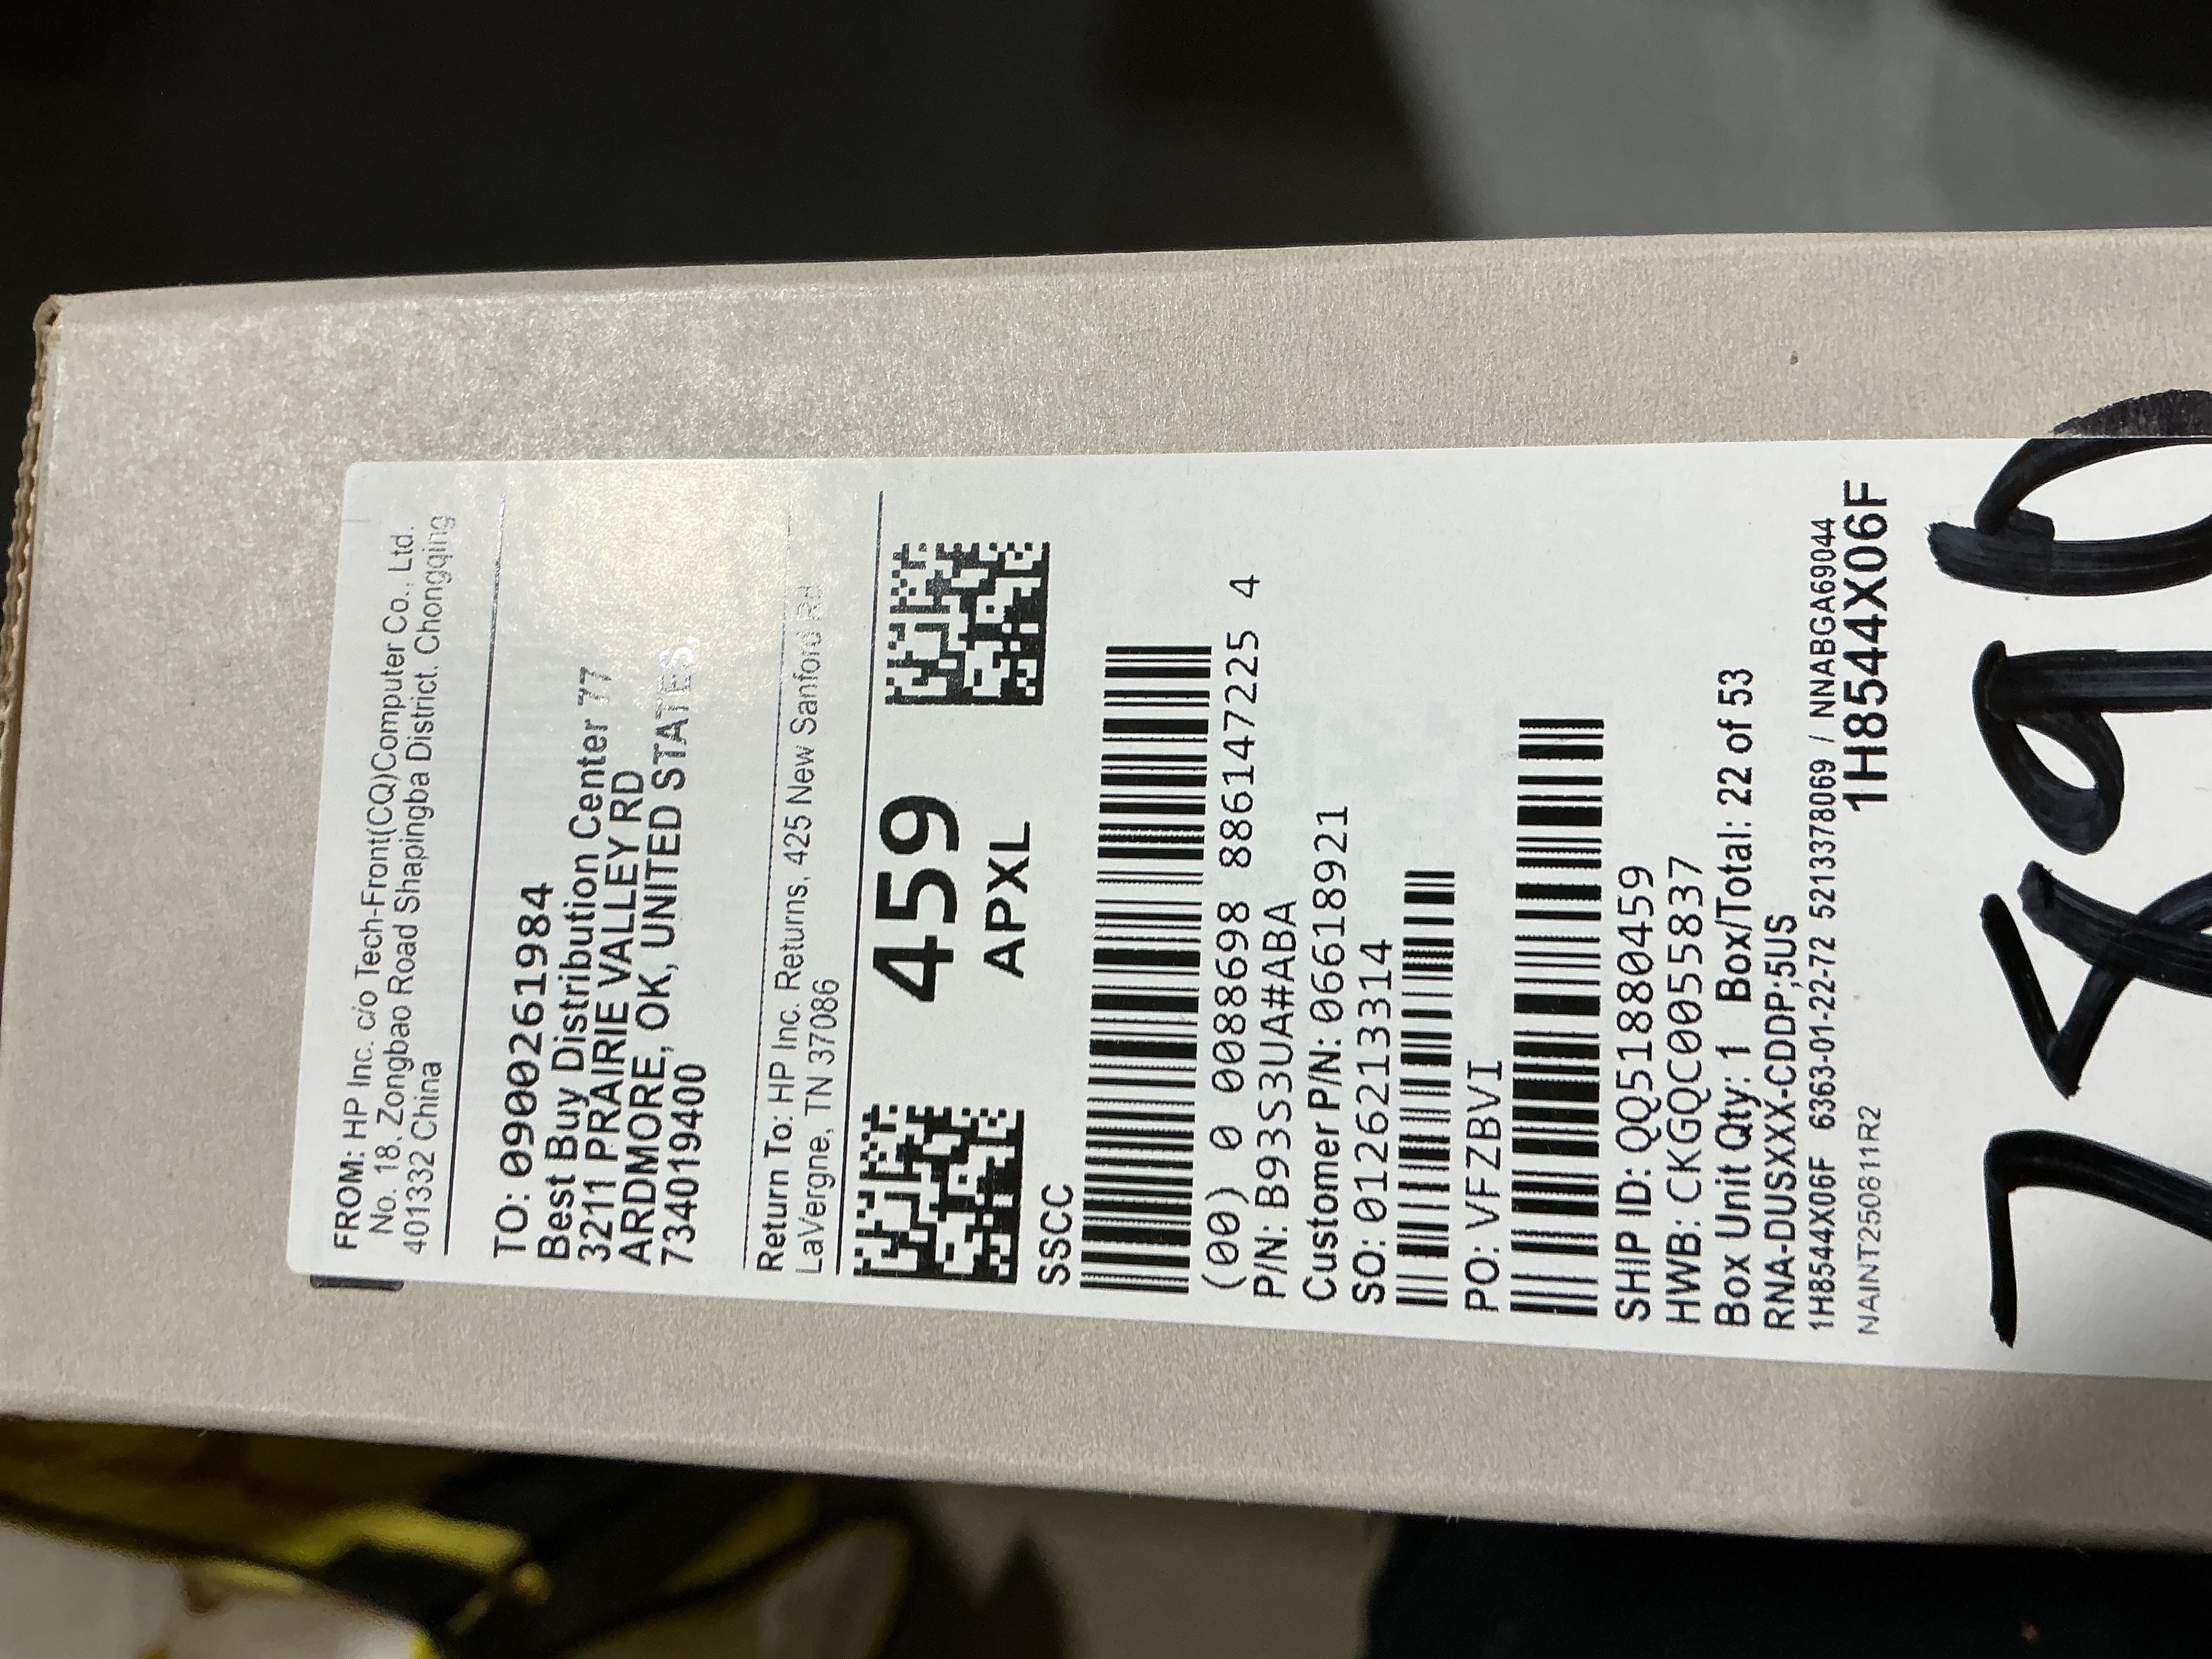 FROM: HP Inc. c/o Tech-Front(CQ)Computer Co., Ltd.
No. 18, Zongbao Road Shapingba District. Chongqing
401332 China
TO: 0900261984
Best Buy Distribution Center 77
3211 PRAIRIE VALLEY RD
ARDMORE, OK, UNITED STATES
734019400
Return To: HP Inc. Returns, 425 New Sanford Rd
LaVergne, TN 37086
459
APXL
SSCC
(00) 0 0088698 886147225 4
P/N: B93S3UA#ABA
Customer P/N: 06618921
SO: 0126213314
PO: VFZBVI
SHIP ID: QQ51880459
HWB: CKGQC0055837
Box Unit Qty: 1 Box/Total: 22 of 53
RNA-DUSXXX-CDDP;5US
1H8544X06F 6363-01-22-72 5213378069 / NNABGA69044
NAINT250811R2 1H8544X06F